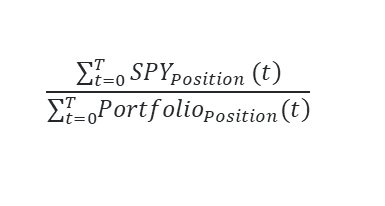 ∑_{t=0}^{T} SPY_{Position} (t)
∑_{t=0}^{T} Portfolio_{Position}(t)